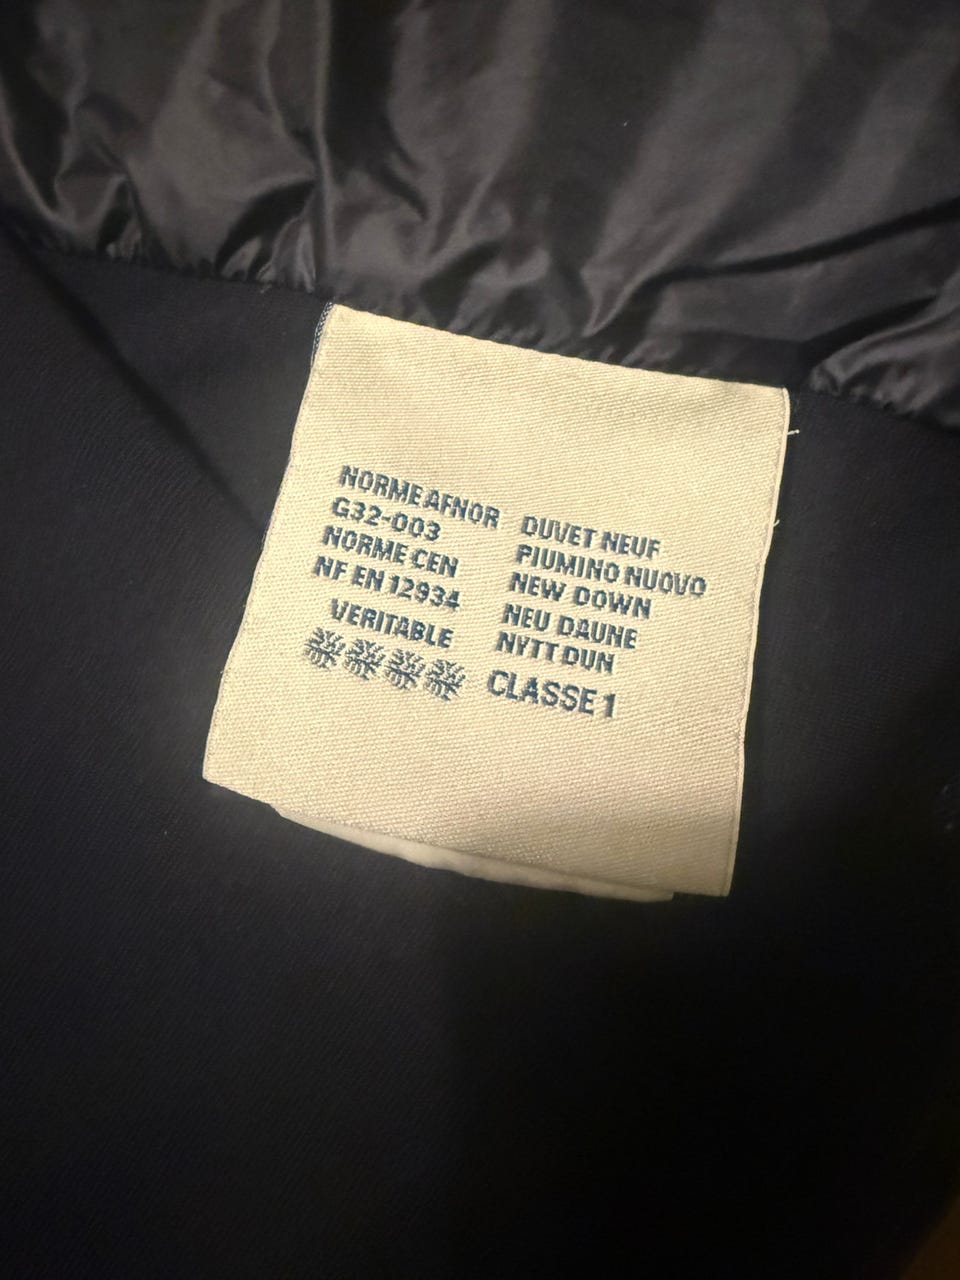 NORME AFNOR
G32-003
NORME CEN
NF EN 12934
VERITABLE
DUVET NEUF
PIUMINO NUOVO
NEW DOWN
NEU DAUNE
NYTT DUN
CLASSE 1